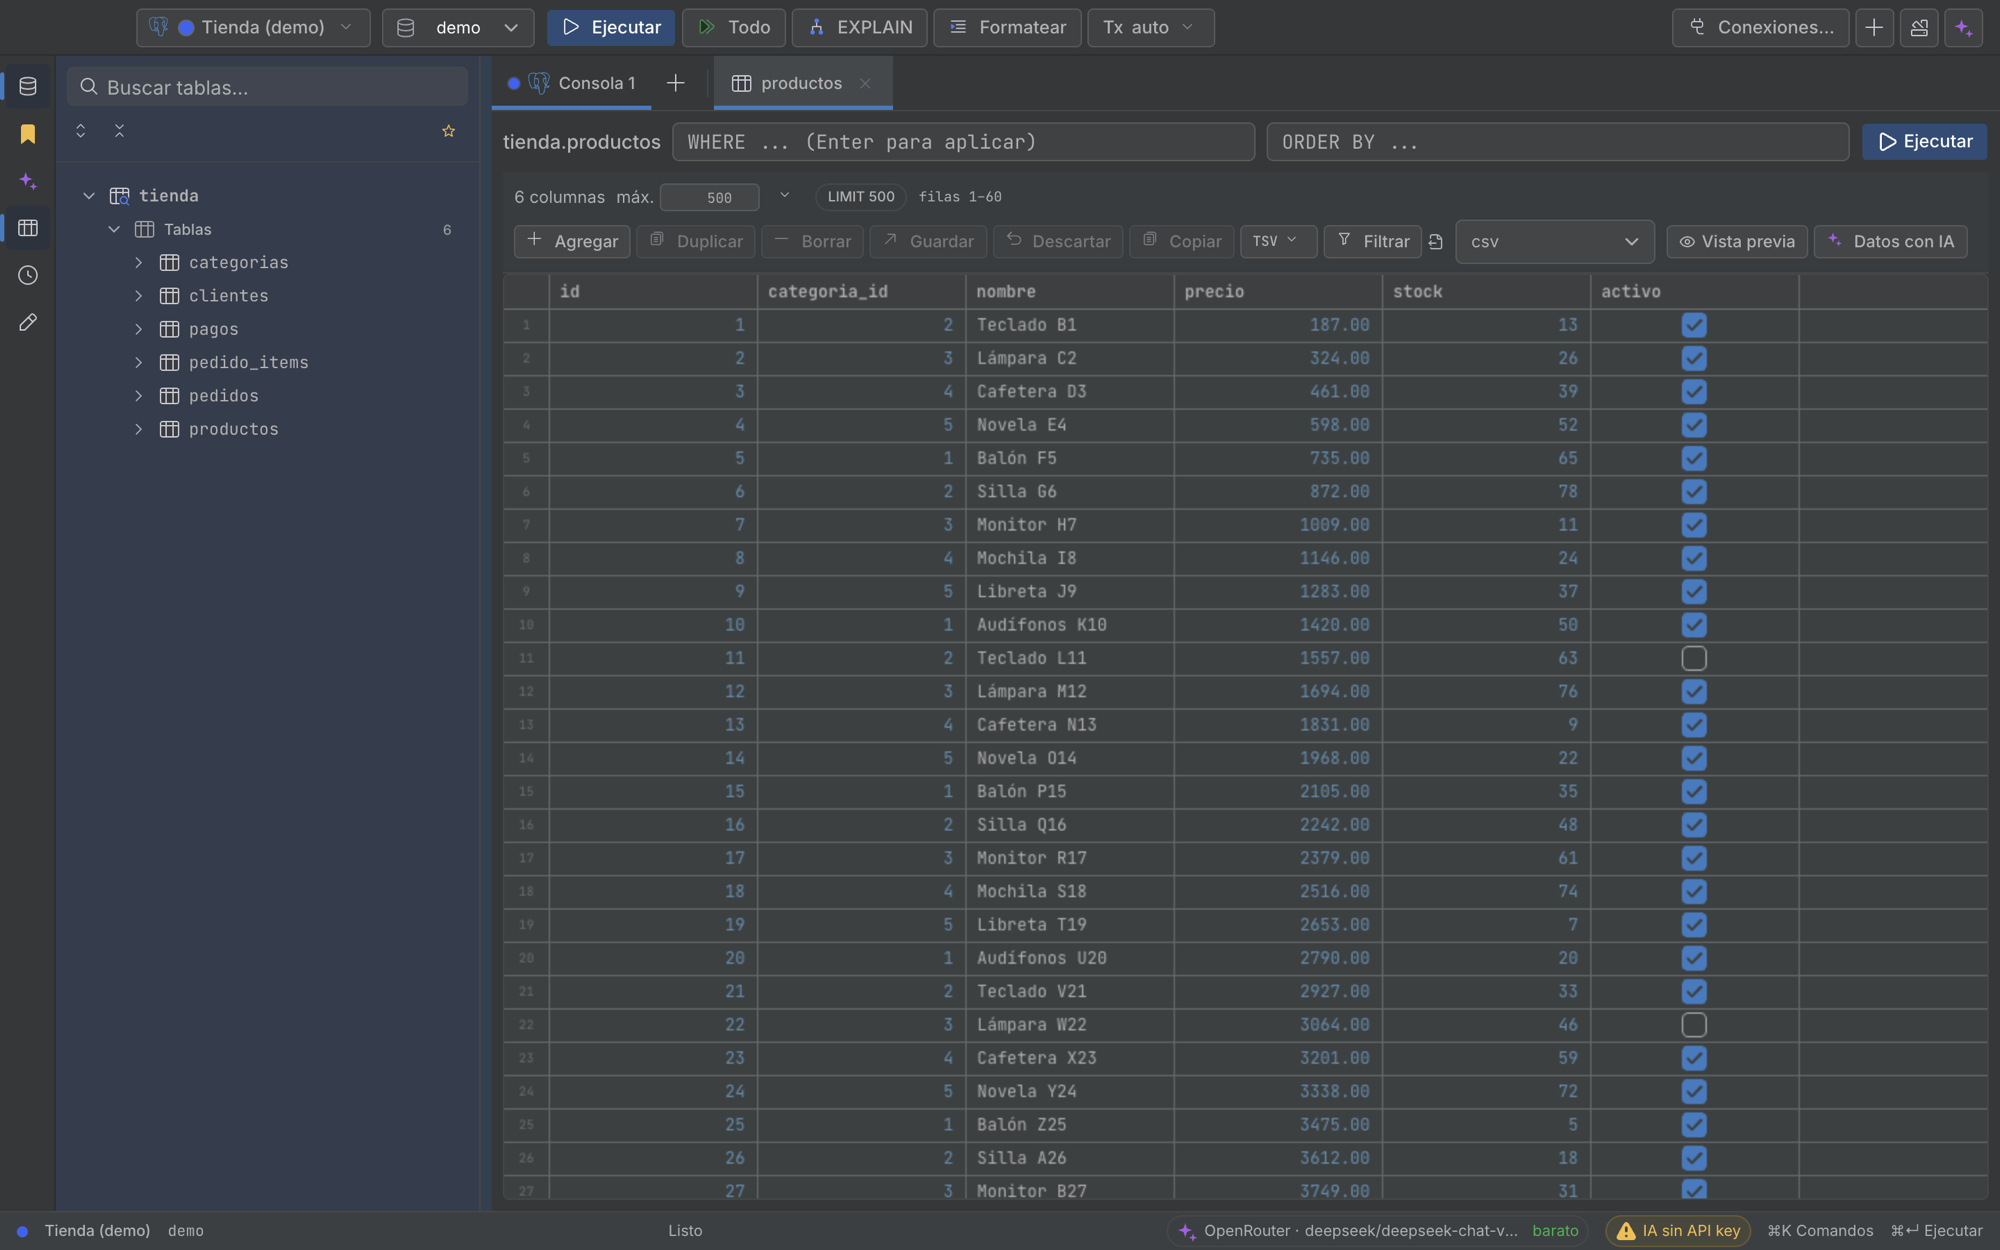 Tienda (demo)
demo
Ejecutar
Todo
EXPLAIN
Formatear
Tx auto
Conexiones...
Buscar tablas...
tienda
Tablas 6
categorias
clientes
pagos
pedido_items
pedidos
productos
Consola 1
productos
tienda.productos
WHERE ... (Enter para aplicar)
ORDER BY ...
Ejecutar
6 columnas máx. 500 LIMIT 500 filas 1–60
Agregar Duplicar Borrar Guardar Descartar Copiar TSV Filtrar csv Vista previa Datos con IA
id categoria_id nombre precio stock activo
1 1 2 Teclado B1 187.00 13
2 2 3 Lámpara C2 324.00 26
3 3 4 Cafetera D3 461.00 39
4 4 5 Novela E4 598.00 52
5 5 1 Balón F5 735.00 65
6 6 2 Silla G6 872.00 78
7 7 3 Monitor H7 1009.00 11
8 8 4 Mochila I8 1146.00 24
9 9 5 Libreta J9 1283.00 37
10 10 1 Audífonos K10 1420.00 50
11 11 2 Teclado L11 1557.00 63
12 12 3 Lámpara M12 1694.00 76
13 13 4 Cafetera N13 1831.00 9
14 14 5 Novela O14 1968.00 22
15 15 1 Balón P15 2105.00 35
16 16 2 Silla Q16 2242.00 48
17 17 3 Monitor R17 2379.00 61
18 18 4 Mochila S18 2516.00 74
19 19 5 Libreta T19 2653.00 7
20 20 1 Audífonos U20 2790.00 20
21 21 2 Teclado V21 2927.00 33
22 22 3 Lámpara W22 3064.00 46
23 23 4 Cafetera X23 3201.00 59
24 24 5 Novela Y24 3338.00 72
25 25 1 Balón Z25 3475.00 5
26 26 2 Silla A26 3612.00 18
27 27 3 Monitor B27 3749.00 31
Tienda (demo) demo Listo OpenRouter · deepseek/deepseek-chat-v... barato IA sin API key ⌘K Comandos ⌘↩ Ejecutar